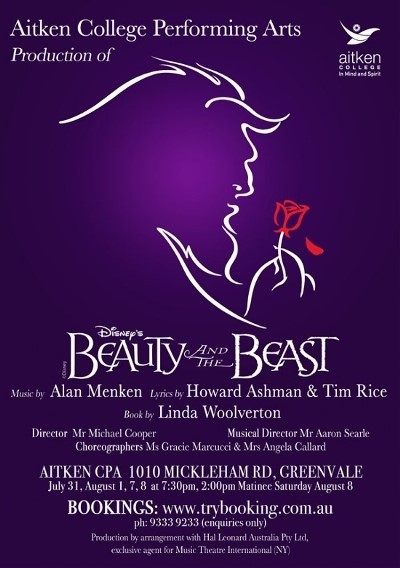 Aitken College Performing Arts
Production of
aitken
COLLEGE
In Mind and Spirit
©Disney
DISNEY'S
BEAUTY AND THE BEAST
Music by Alan Menken Lyrics by Howard Ashman & Tim Rice
Book by Linda Woolverton
Director Mr Michael Cooper Musical Director Mr Aaron Searle
Choreographers Ms Gracie Marcucci & Mrs Angela Callard
AITKEN CPA 1010 MICKLEHAM RD, GREENVALE
July 31, August 1, 7, 8 at 7:30pm, 2:00pm Matinee Saturday August 8
BOOKINGS: www.trybooking.com.au
ph: 9333 9233 (enquiries only)
Production by arrangement with Hal Leonard Australia Pty Ltd,
exclusive agent for Music Theatre International (NY)